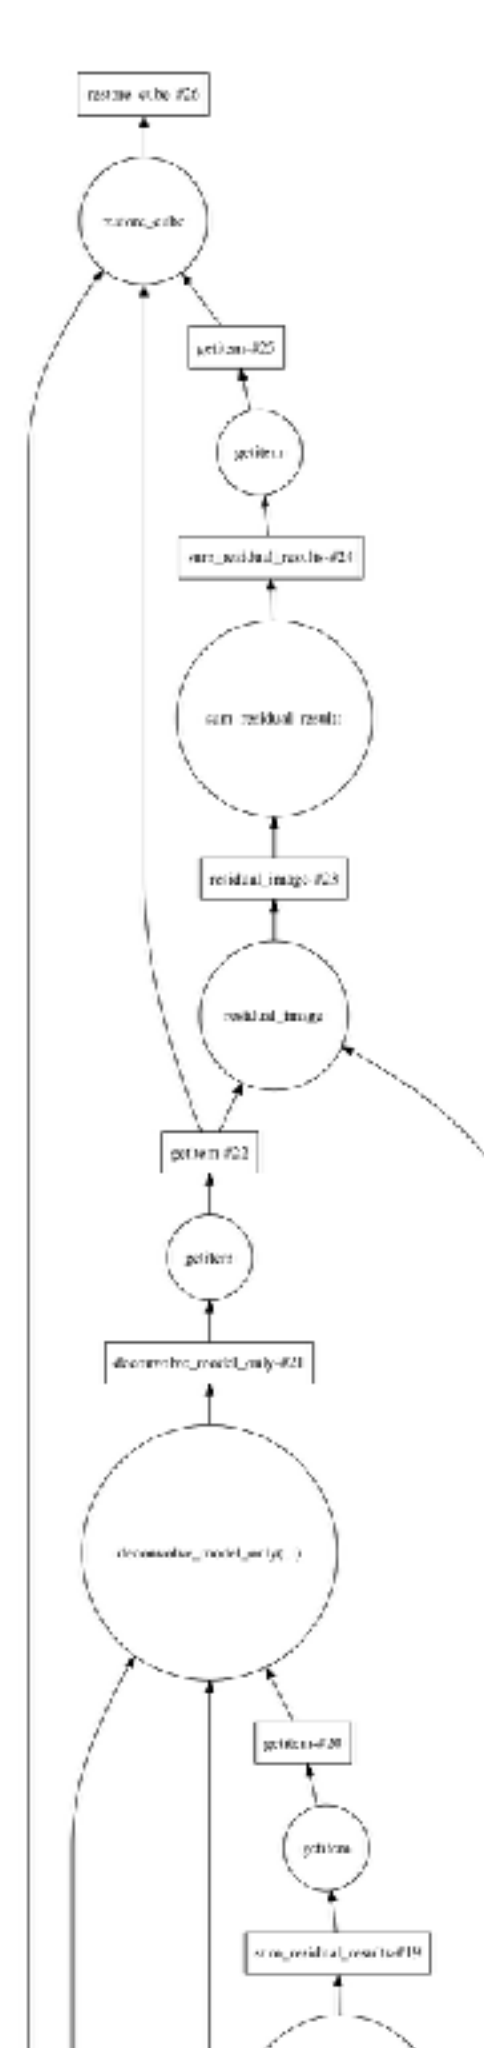 restore_cube-#26
restore_cube
getitem-#25
getitem
sum_residual_results-#24
sum_residual_results
residual_image-#23
residual_image
getitem-#22
getitem
deconvolve_model_only-#21
deconvolve_model_only(...)
getitem-#20
getitem
sum_residual_results-#19